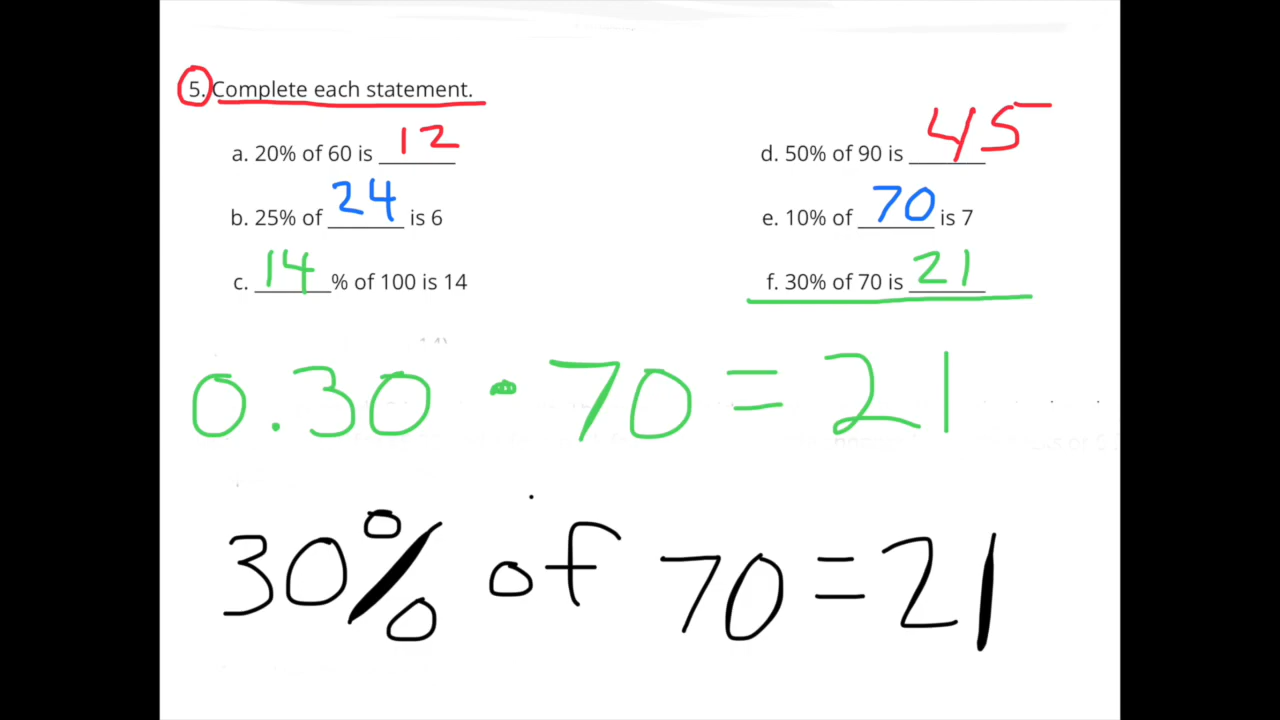 5. Complete each statement.
a. 20% of 60 is 12
b. 25% of 24 is 6
c. 14% of 100 is 14
d. 50% of 90 is 45
e. 10% of 70 is 7
f. 30% of 70 is 21
0.30 · 70 = 21
30% of 70 = 21